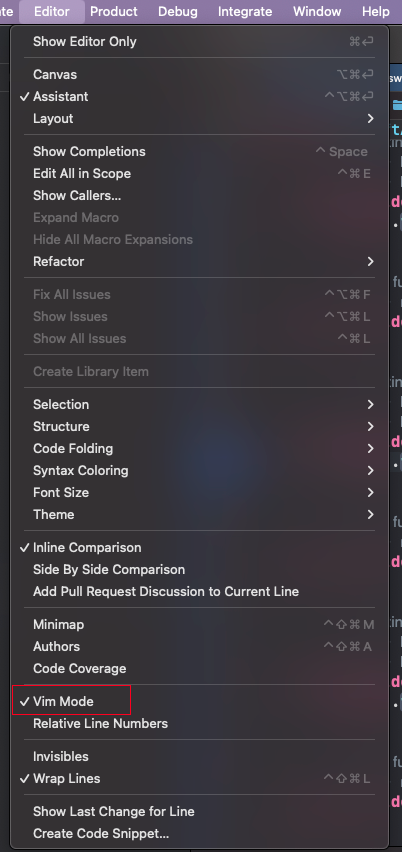 Editor Product Debug Integrate Window Help
Show Editor Only ⌘⏎
Canvas ⌥⌘⏎
✓ Assistant ^⌥⌘⏎
Layout >
Show Completions ^ Space
Edit All in Scope ^⌘E
Show Callers...
Expand Macro
Hide All Macro Expansions
Refactor >
Fix All Issues ^⌥⌘F
Show Issues ^⌥⌘L
Show All Issues ^⌘L
Create Library Item
Selection >
Structure >
Code Folding >
Syntax Coloring >
Font Size >
Theme >
✓ Inline Comparison
Side By Side Comparison
Add Pull Request Discussion to Current Line
Minimap ^⇧⌘M
Authors ^⇧⌘A
Code Coverage
✓ Vim Mode
Relative Line Numbers
Invisibles
✓ Wrap Lines ^⇧⌘L
Show Last Change for Line
Create Code Snippet...